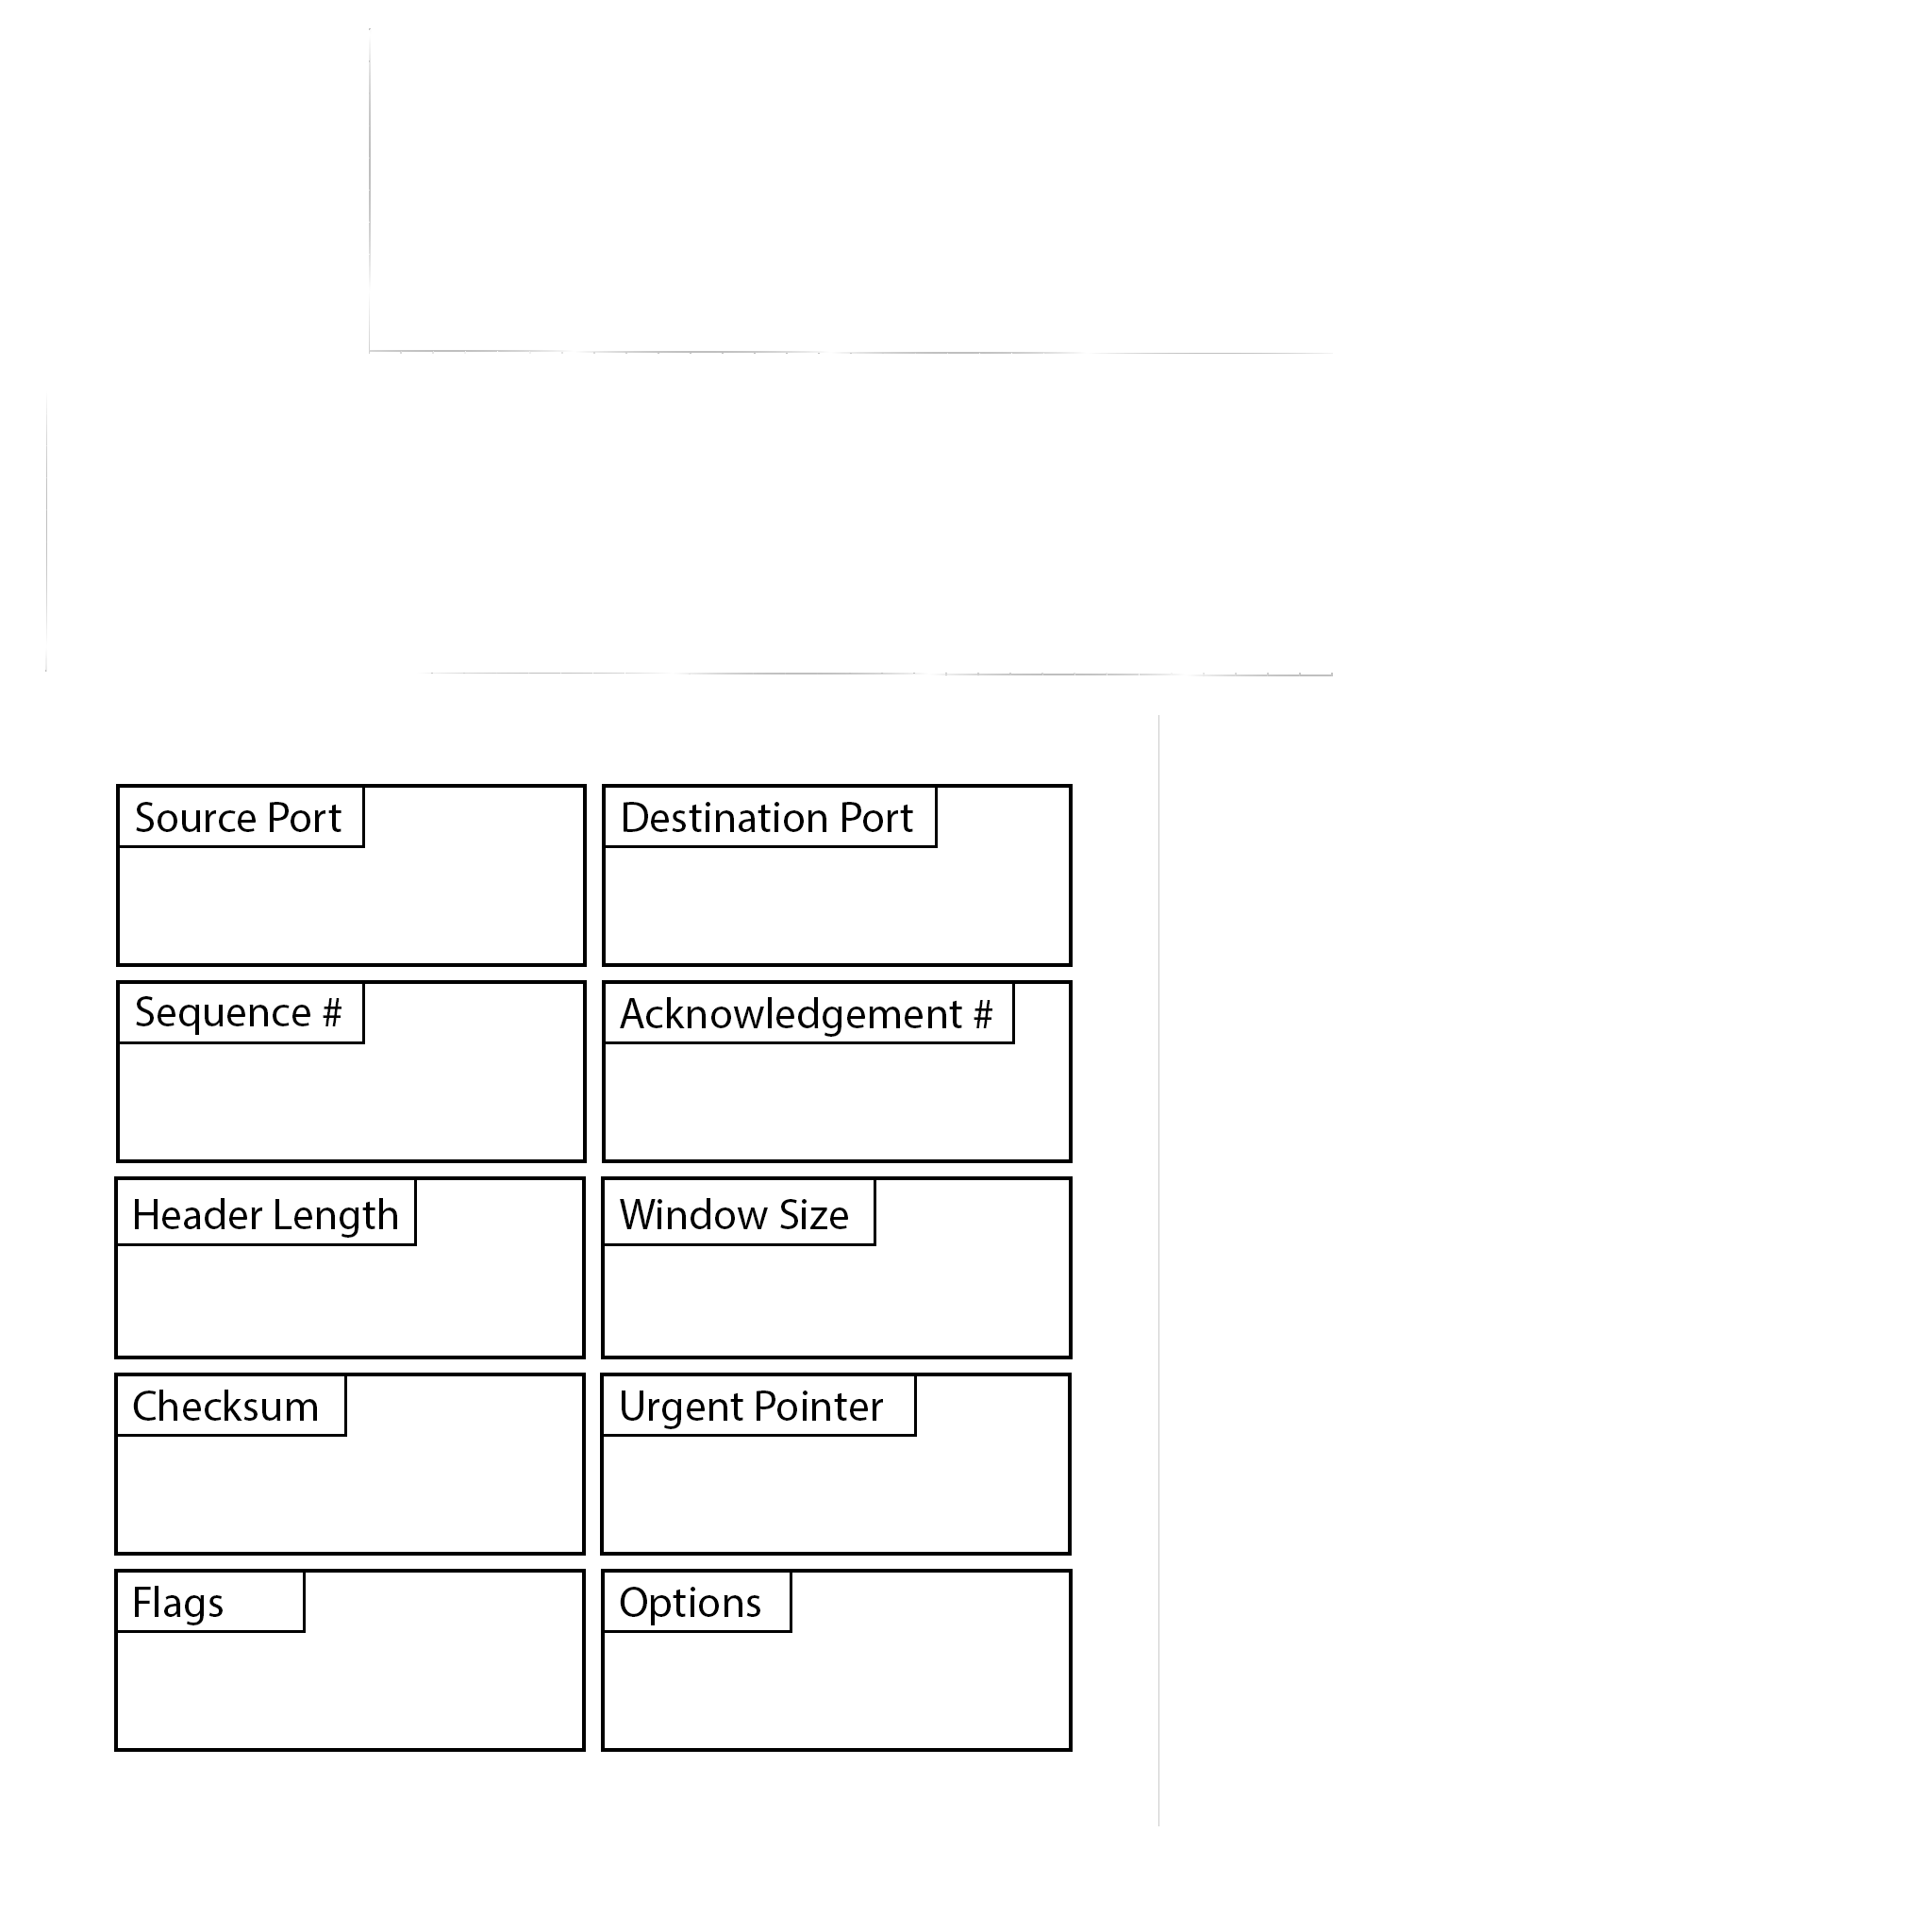 Source Port
Destination Port
Sequence #
Acknowledgement #
Header Length
Window Size
Checksum
Urgent Pointer
Flags
Options